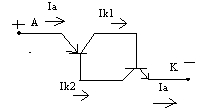 Ia
+ A Ik1
K −
Ik2 Ia